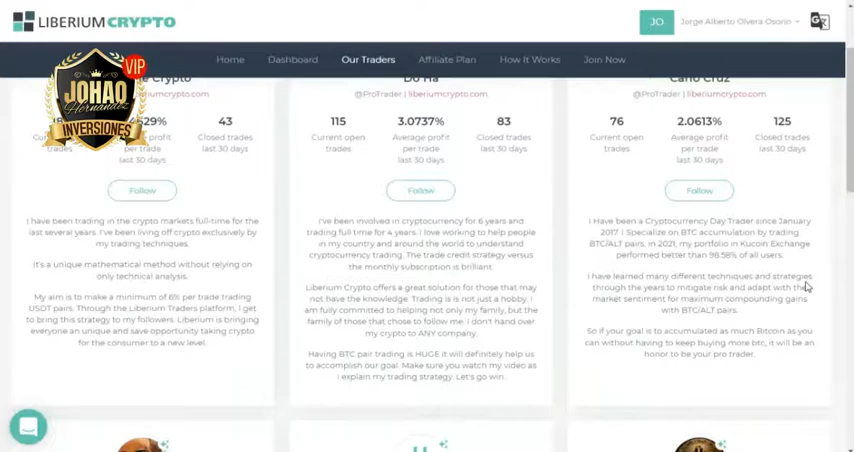 LIBERIUMCRYPTO
JO
Jorge Alberto Olvera Osorio
Home
Dashboard
Our Traders
Affiliate Plan
How It Works
Join Now
VIP
JOHAO
Hernandez
INVERSIONES
Crypto
43
profit
Closed trades
trades
per trade
last 30 days
last 30 days
Follow
I have been trading in the crypto markets full-time for the
last several years. I've been living off crypto exclusively by
my trading techniques.
It's a unique mathematical method without relying on
only technical analysis.
My aim is to make a minimum of 6% per trade trading
USDT pairs. Through the Liberium Traders platform, I get
to bring this strategy to my followers. Liberium is bringing
everyone an unique and save opportunity taking crypto
for the consumer to a new level.
Do Ha
@ProTrader | liberiumcrypto.com
115
3.0737%
83
Current open
Average profit
Closed trades
trades
per trade
last 30 days
last 30 days
Follow
I've been involved in cryptocurrency for 6 years and
trading full time for 4 years. I love working to help people
in my country and around the world to understand
cryptocurrency trading. The trade credit strategy versus
the monthly subscription is brilliant.
Liberium Crypto offers a great solution for those that may
not have the knowledge. Trading is is not just a hobby. I
am fully committed to helping not only my family, but the
family of those that chose to follow me. I don't hand over
my crypto to ANY company.
Having BTC pair trading is HUGE it will definitely help us
to accomplish our goal. Make sure you watch my video as
I explain my trading strategy. Let's go win.
Cano Cruz
@ProTrader | liberiumcrypto.com
76
2.0613%
125
Current open
Average profit
Closed trades
trades
per trade
last 30 days
last 30 days
Follow
I Have been a Cryptocurrency Day Trader since January
2017. I Specialize on BTC accumulation by trading
BTC/ALT pairs. in 2021, my portfolio in Kucoin Exchange
performed better than 98.58% of all users.
I have learned many different techniques and strategies
through the years to mitigate risk and adapt with the
market sentiment for maximum compounding gains
with BTC/ALT pairs.
So if your goal is to accumulated as much Bitcoin as you
can without having to keep buying more btc, it will be an
honor to be your pro trader.